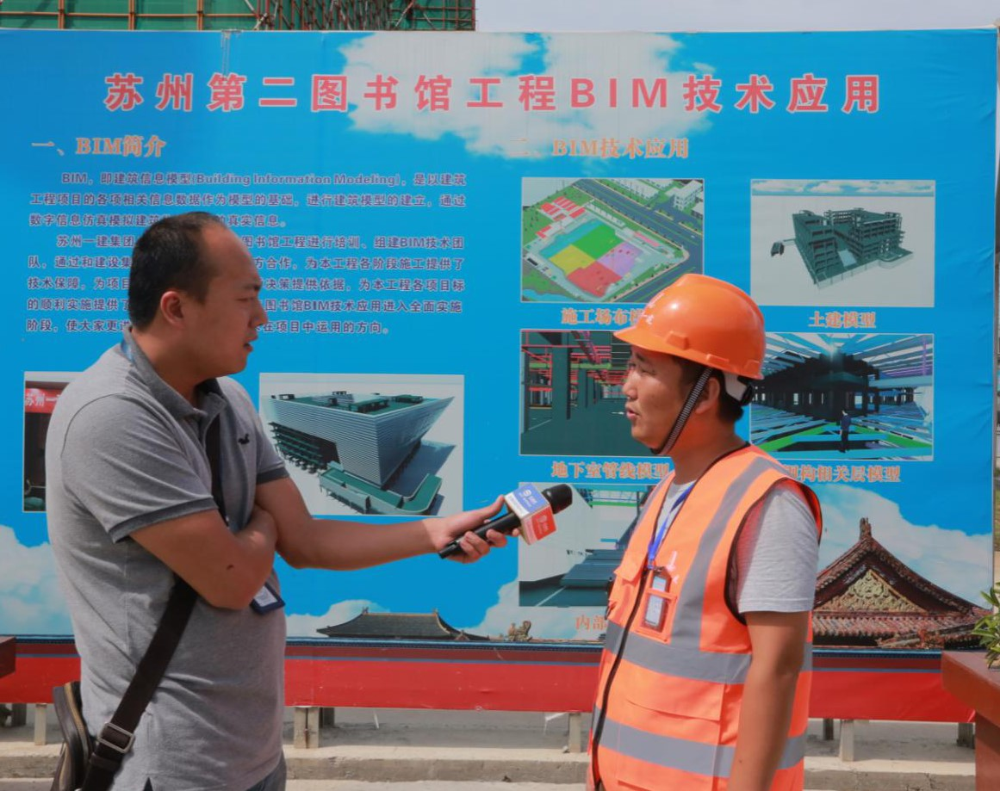 苏州第二图书馆工程BIM技术应用
一、BIM简介
BIM，即建筑信息模型(Building Information Modeling)，是以建筑
工程项目的各项相关信息数据作为模型的基础，进行建筑模型的建立，通过
数字信息仿真模拟建筑 真实信息。
苏州一建集团 图书馆工程进行培训、组建BIM技术团
队，通过和建设集 方合作，为本工程各阶段施工提供了
技术保障，为项目 决策提供依据，为本工程各项目标
的顺利实施提供了 图书馆BIM技术应用进入全面实施
阶段，使大家更 在项目中运用的方向。
苏州一
二、BIM技术应用
施工场布
土建模型
地下室管线模型
构相关层模型
内部